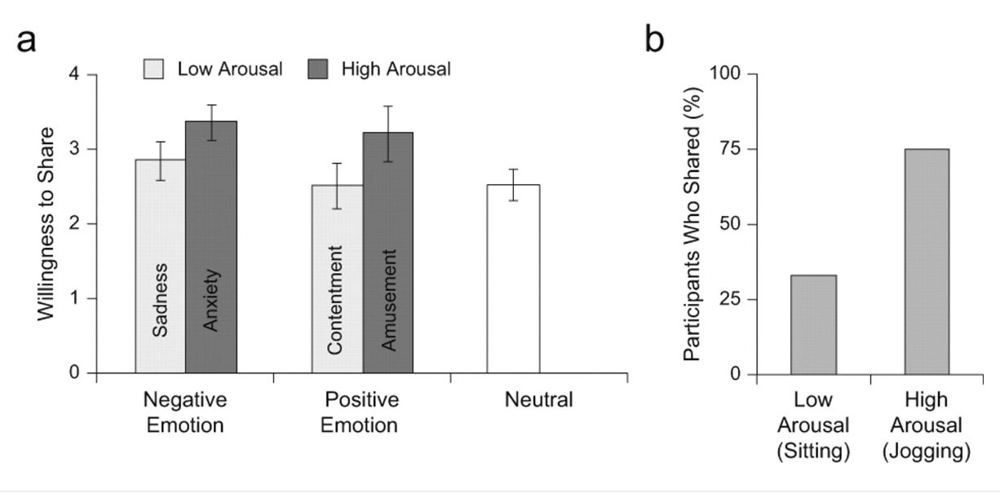 a
Low Arousal
High Arousal
Willingness to Share
4
3
2
1
0
Sadness
Anxiety
Contentment
Amusement
Negative
Emotion
Positive
Emotion
Neutral
b
Participants Who Shared (%)
100
75
50
25
0
Low
Arousal
(Sitting)
High
Arousal
(Jogging)